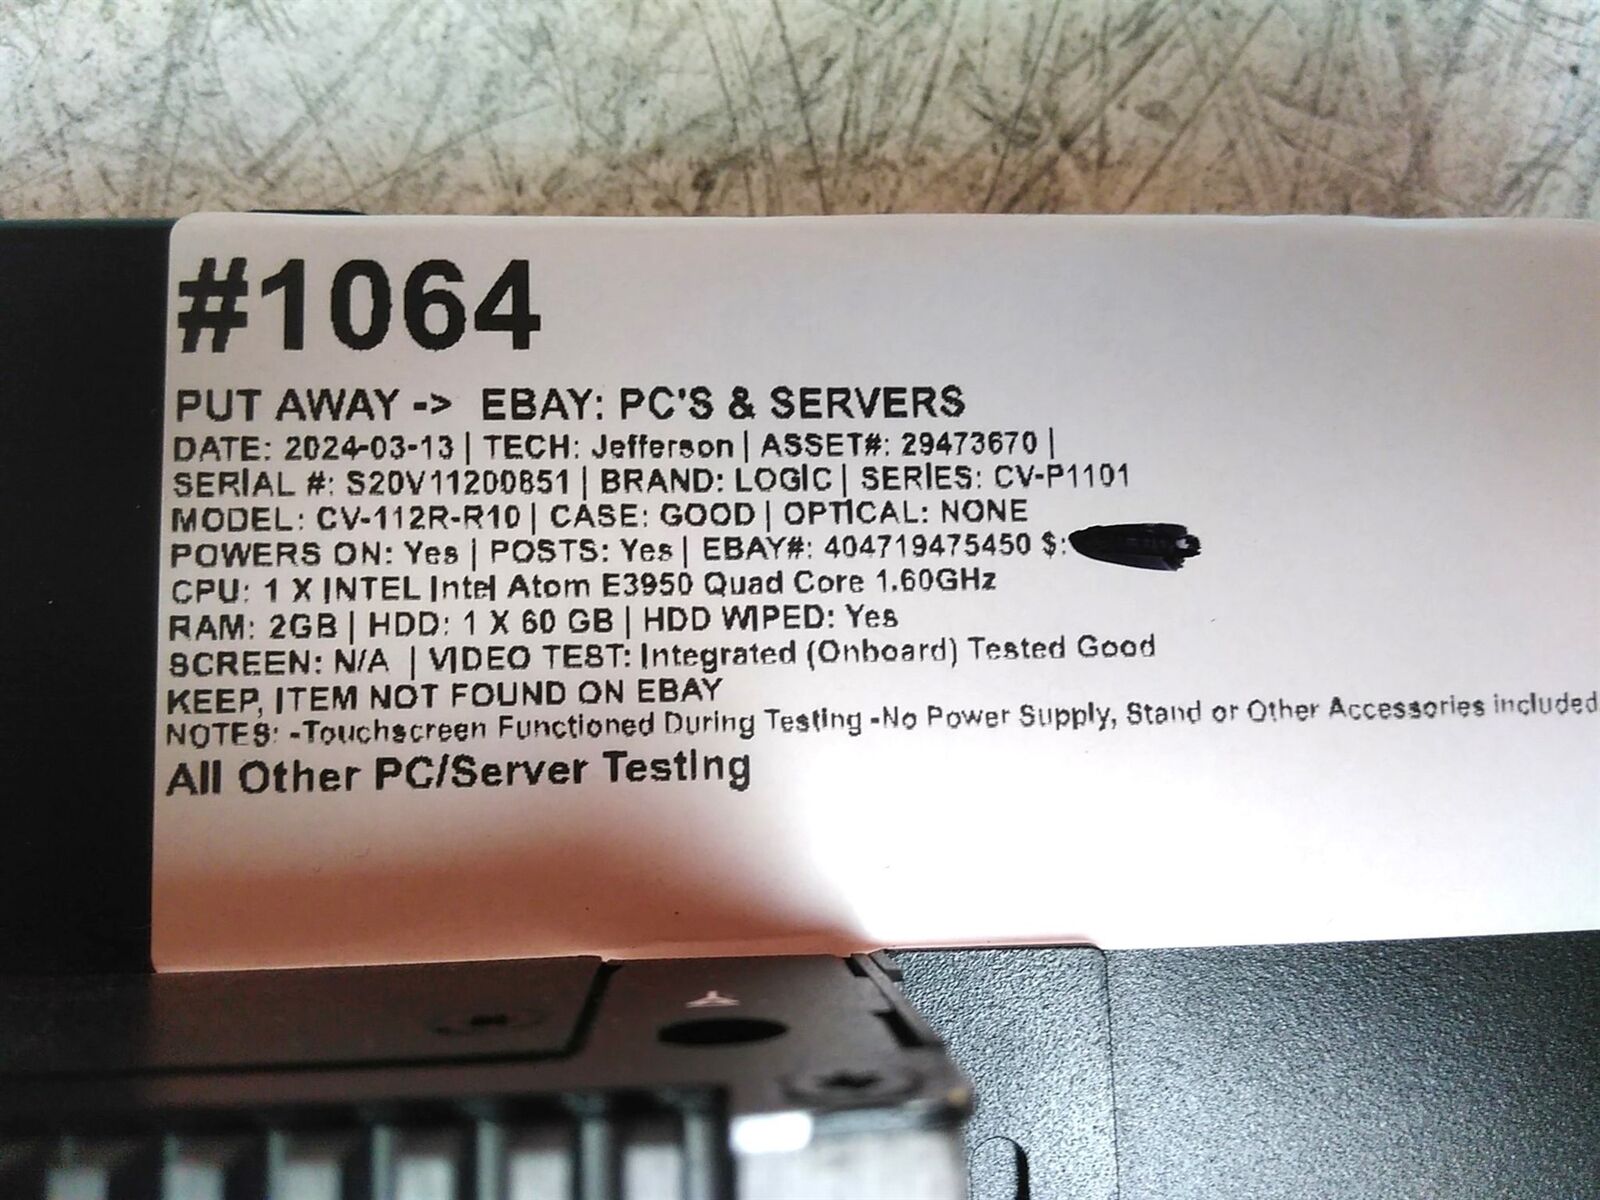 #1064
PUT AWAY -> EBAY: PC'S & SERVERS
DATE: 2024-03-13 | TECH: Jefferson | ASSET#: 29473670 |
SERIAL #: S20V11200851 | BRAND: LOGIC | SERIES: CV-P1101
MODEL: CV-112R-R10 | CASE: GOOD | OPTICAL: NONE
POWERS ON: Yes | POSTS: Yes | EBAY#: 404719475450 $:
CPU: 1 X INTEL Intel Atom E3950 Quad Core 1.60GHz
RAM: 2GB | HDD: 1 X 60 GB | HDD WIPED: Yes
SCREEN: N/A | VIDEO TEST: Integrated (Onboard) Tested Good
KEEP, ITEM NOT FOUND ON EBAY
NOTES: -Touchscreen Functioned During Testing -No Power Supply, Stand or Other Accessories included
All Other PC/Server Testing